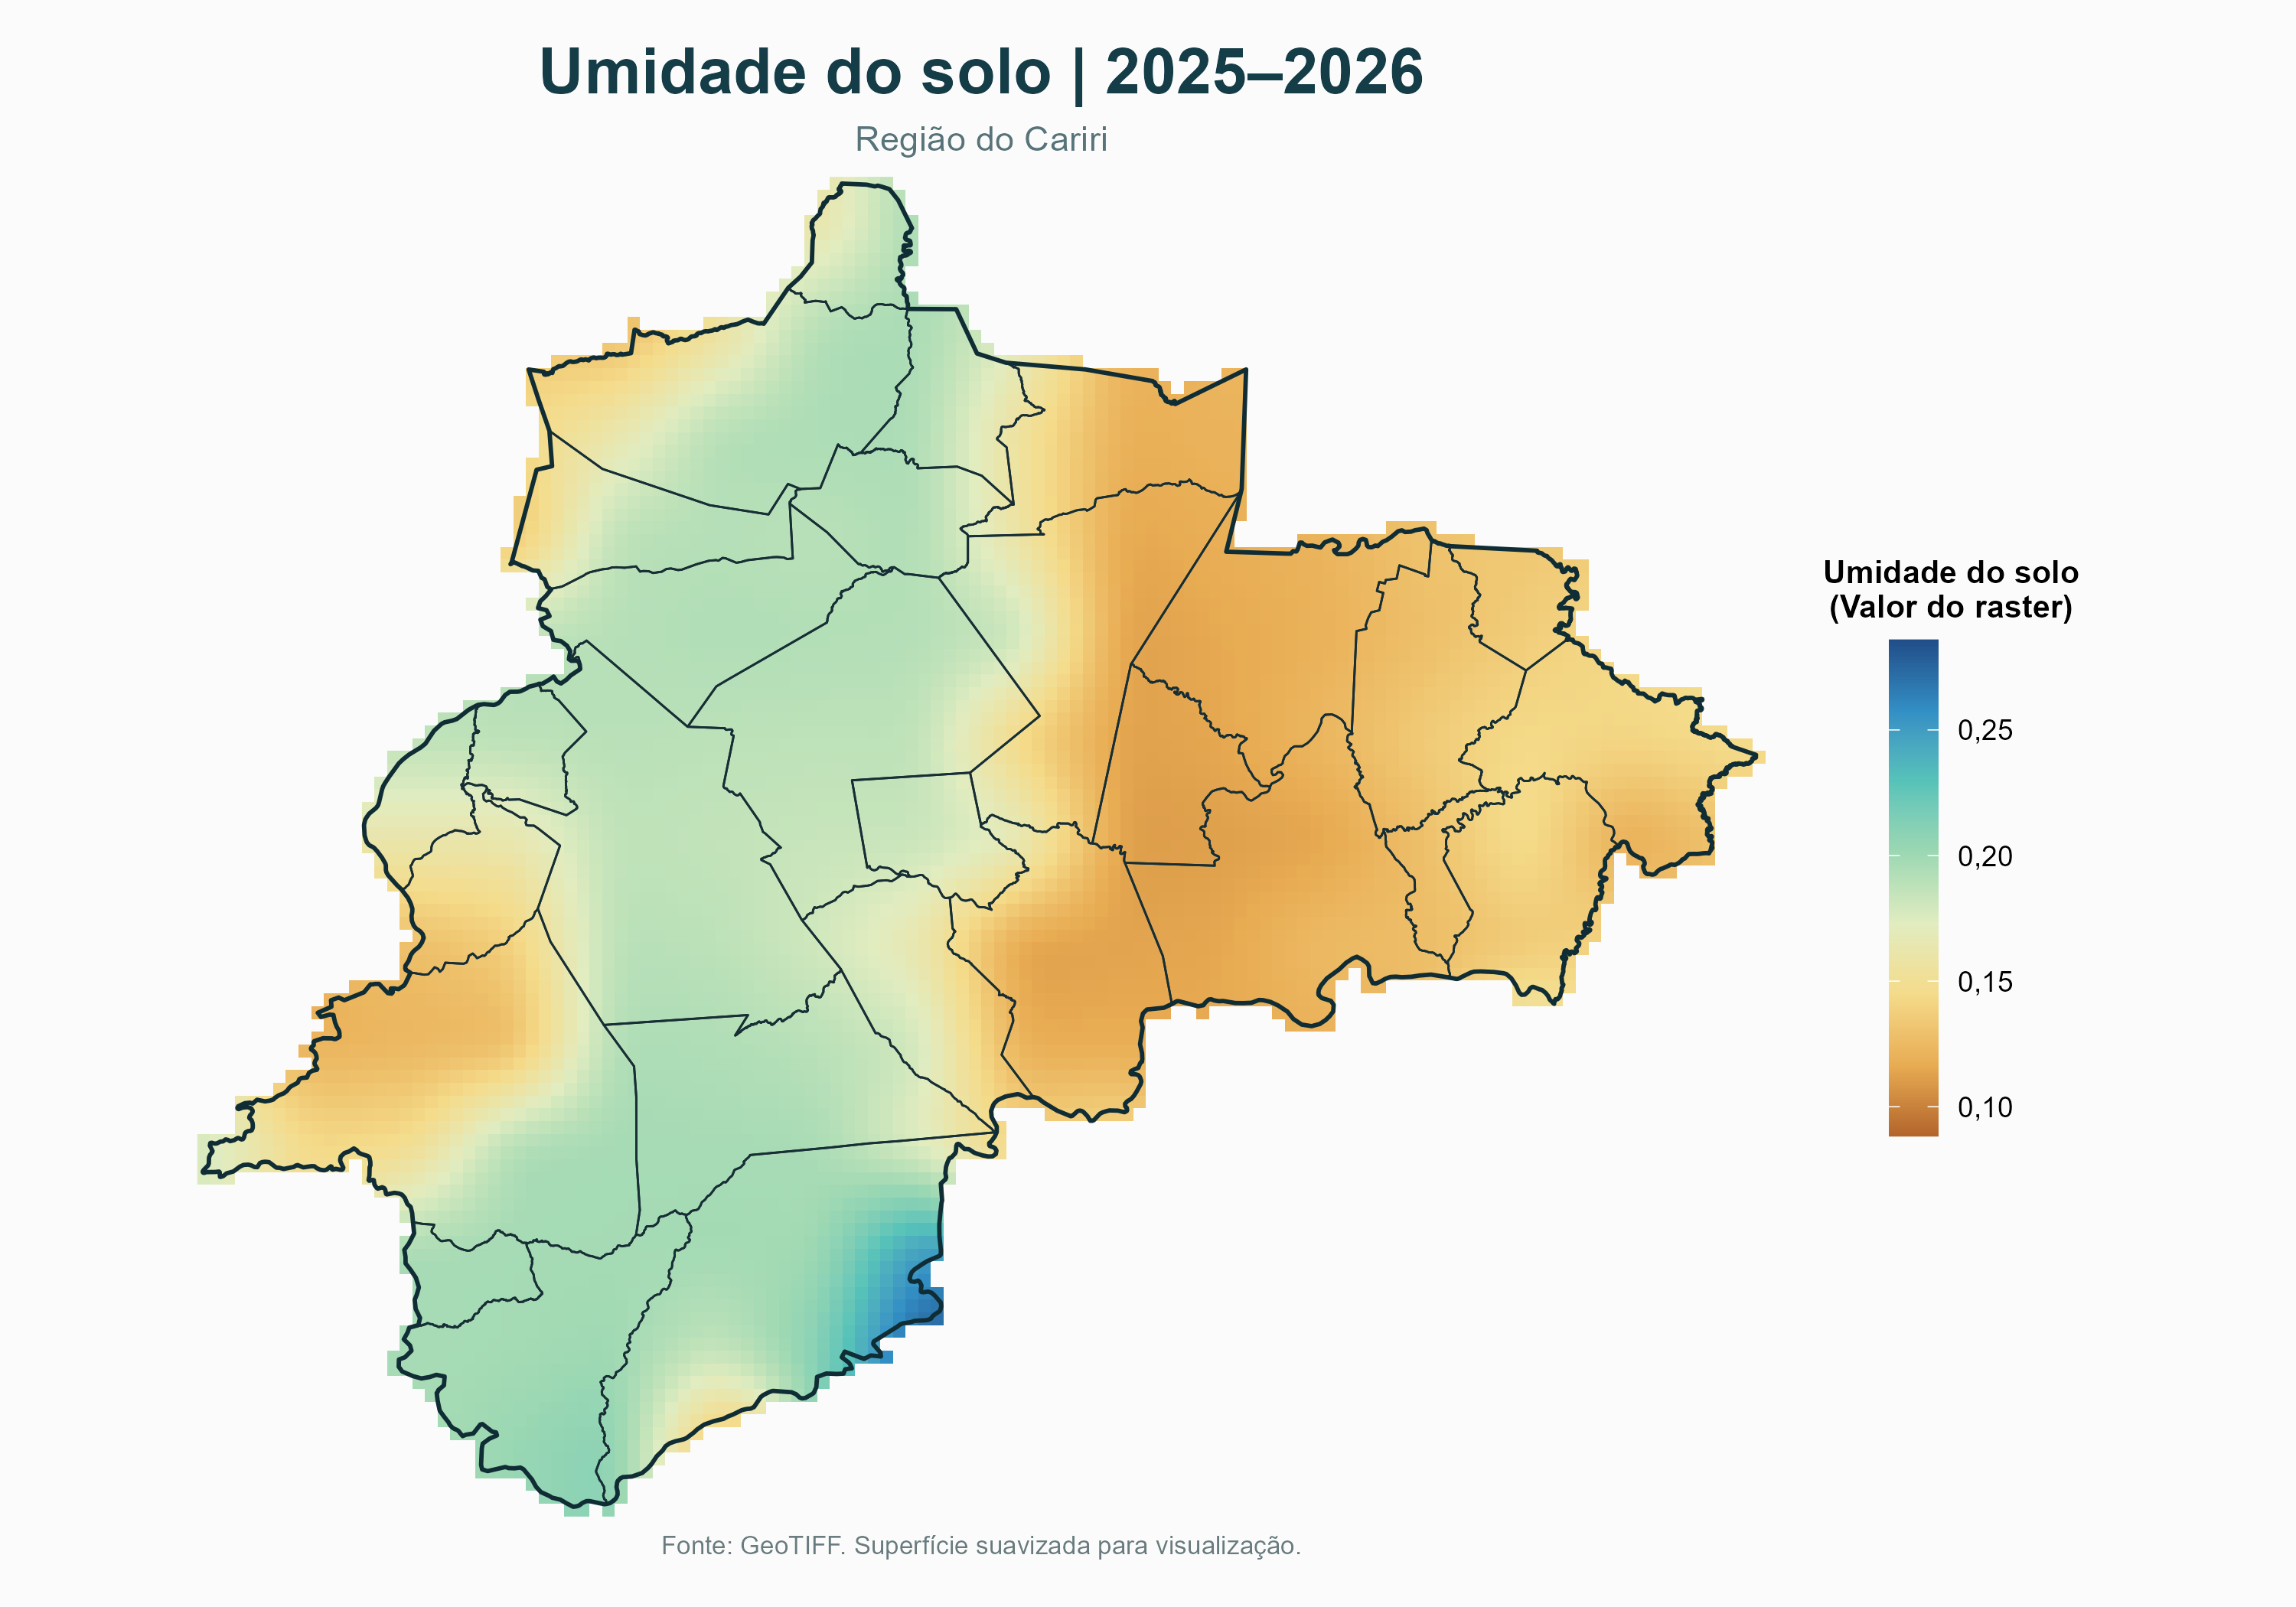 Umidade do solo | 2025–2026
Região do Cariri
Umidade do solo
(Valor do raster)
0,25
0,20
0,15
0,10
Fonte: GeoTIFF. Superfície suavizada para visualização.